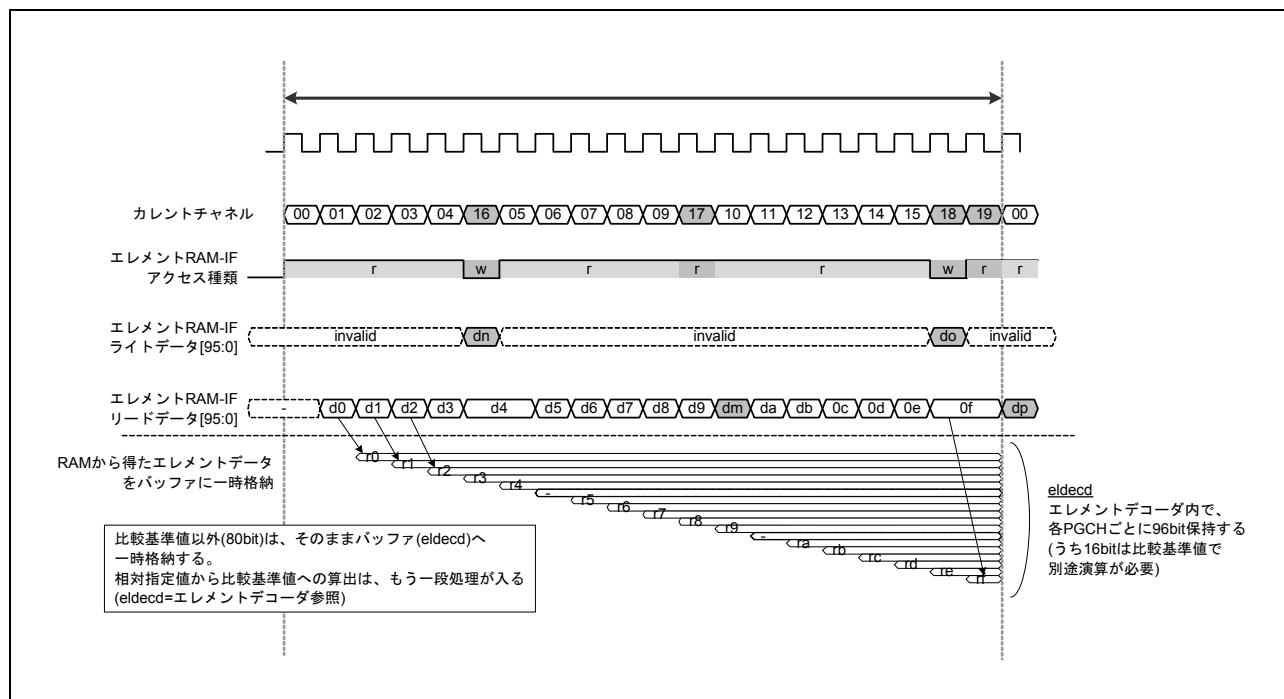 カレントチャネル
00 01 02 03 04 16 05 06 07 08 09 17 10 11 12 13 14 15 18 19 00
エレメントRAM-IF
アクセス種類
r w r r r w r r
エレメントRAM-IF
ライトデータ[95:0]
invalid dn invalid do invalid
エレメントRAM-IF
リードデータ[95:0]
- d0 d1 d2 d3 d4 d5 d6 d7 d8 d9 dm da db 0c 0d 0e 0f dp
RAMから得たエレメントデータ
をバッファに一時格納
r0
r1
r2
r3
r4
-
r5
r6
r7
r8
r9
-
ra
rb
rc
rd
re
rf
比較基準値以外(80bit)は、そのままバッファ(eldecd)へ
一時格納する。
相対指定値から比較基準値への算出は、もう一段処理が入る
(eldecd=エレメントデコーダ参照)
eldecd
エレメントデコーダ内で、
各PGCHごとに96bit保持する
(うち16bitは比較基準値で
別途演算が必要)